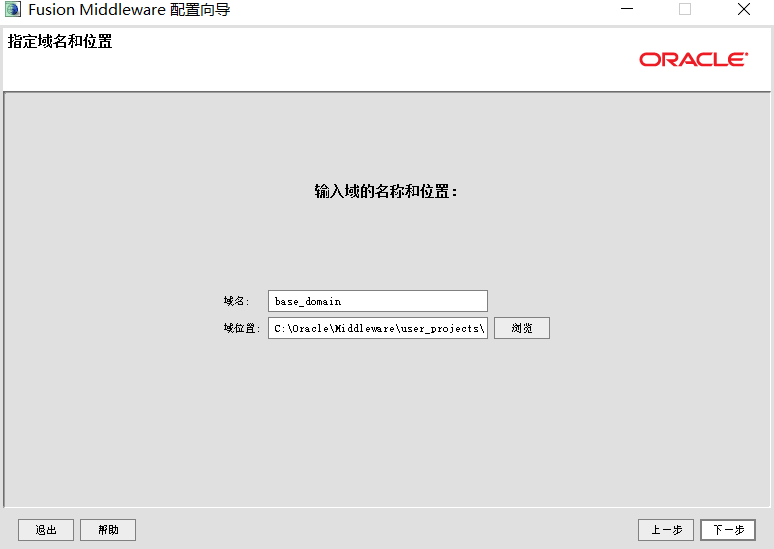 Fusion Middleware 配置向导
指定域名和位置
ORACLE
输入域的名称和位置:
域名: base_domain
域位置: C:\Oracle\Middleware\user_projects\ 浏览
退出 帮助 上一步 下一步